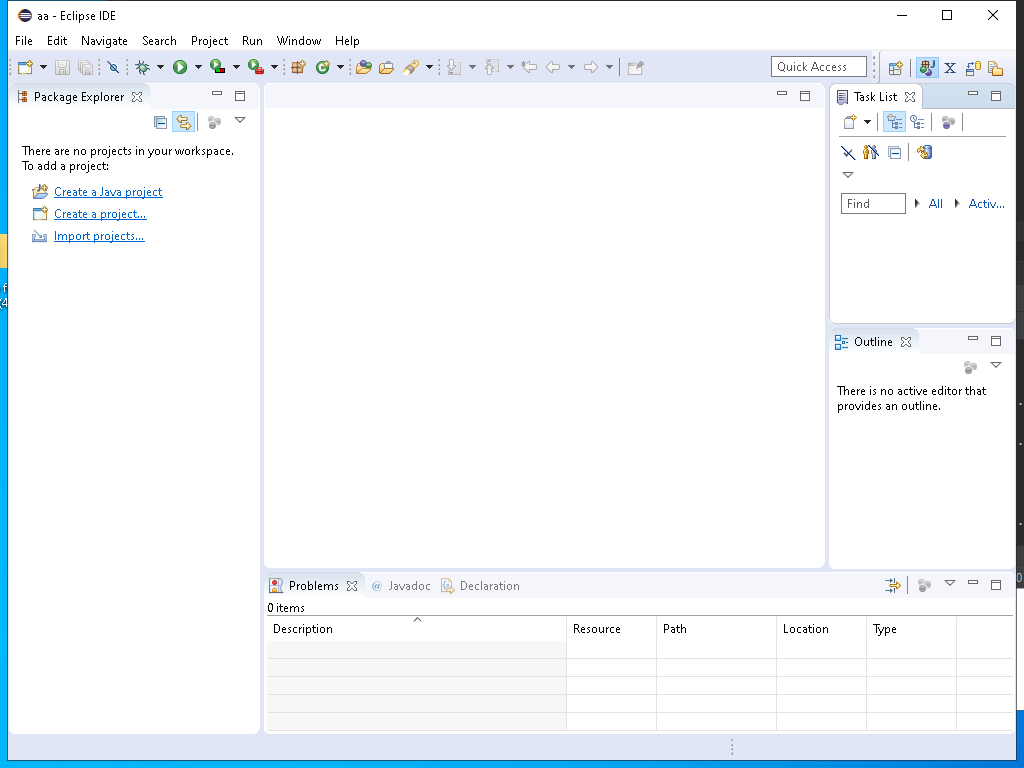 aa - Eclipse IDE
File Edit Navigate Search Project Run Window Help
Quick Access
Package Explorer
There are no projects in your workspace.
To add a project:
Create a Java project
Create a project...
Import projects...
Task List
Find All Activ...
Outline
There is no active editor that
provides an outline.
Problems @ Javadoc Declaration
0 items
Description Resource Path Location Type